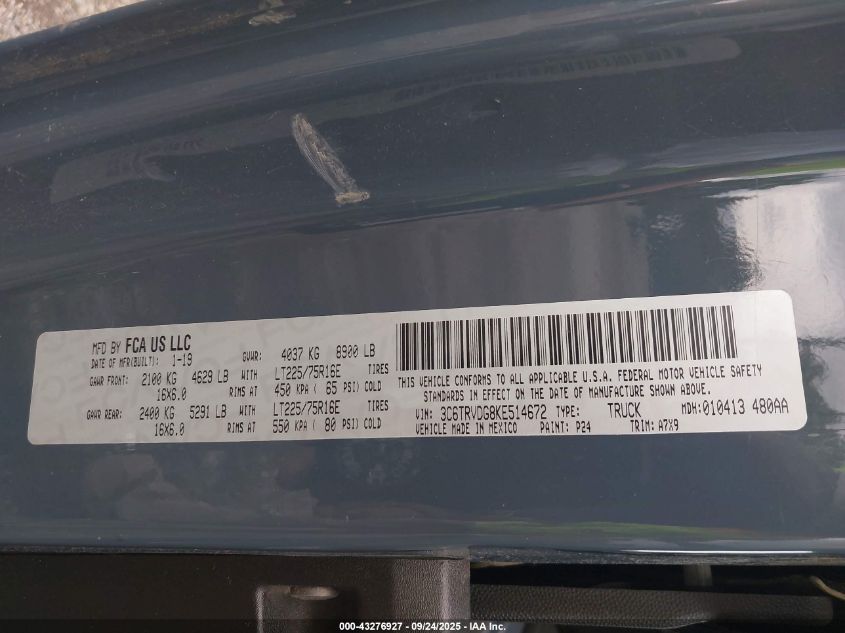 MFD BY FCA US LLC
DATE OF MFR(BUILT): 1-19 GVWR: 4037 KG 8900 LB
GAWR FRONT: 2100 KG 4629 LB WITH LT225/75R16E TIRES
16X6.0 RIMS AT 450 KPA ( 65 PSI) COLD
GAWR REAR: 2400 KG 5291 LB WITH LT225/75R16E TIRES
16X6.0 RIMS AT 550 KPA ( 80 PSI) COLD
THIS VEHICLE CONFORMS TO ALL APPLICABLE U.S.A. FEDERAL MOTOR VEHICLE SAFETY
STANDARDS IN EFFECT ON THE DATE OF MANUFACTURE SHOWN ABOVE.
VIN: 3C6TRVDG8KE514672 TYPE: TRUCK MDH:010413 480AA
VEHICLE MADE IN MEXICO PAINT: P24 TRIM: A7X9
000-43276927 - 09/24/2025 - IAA Inc.